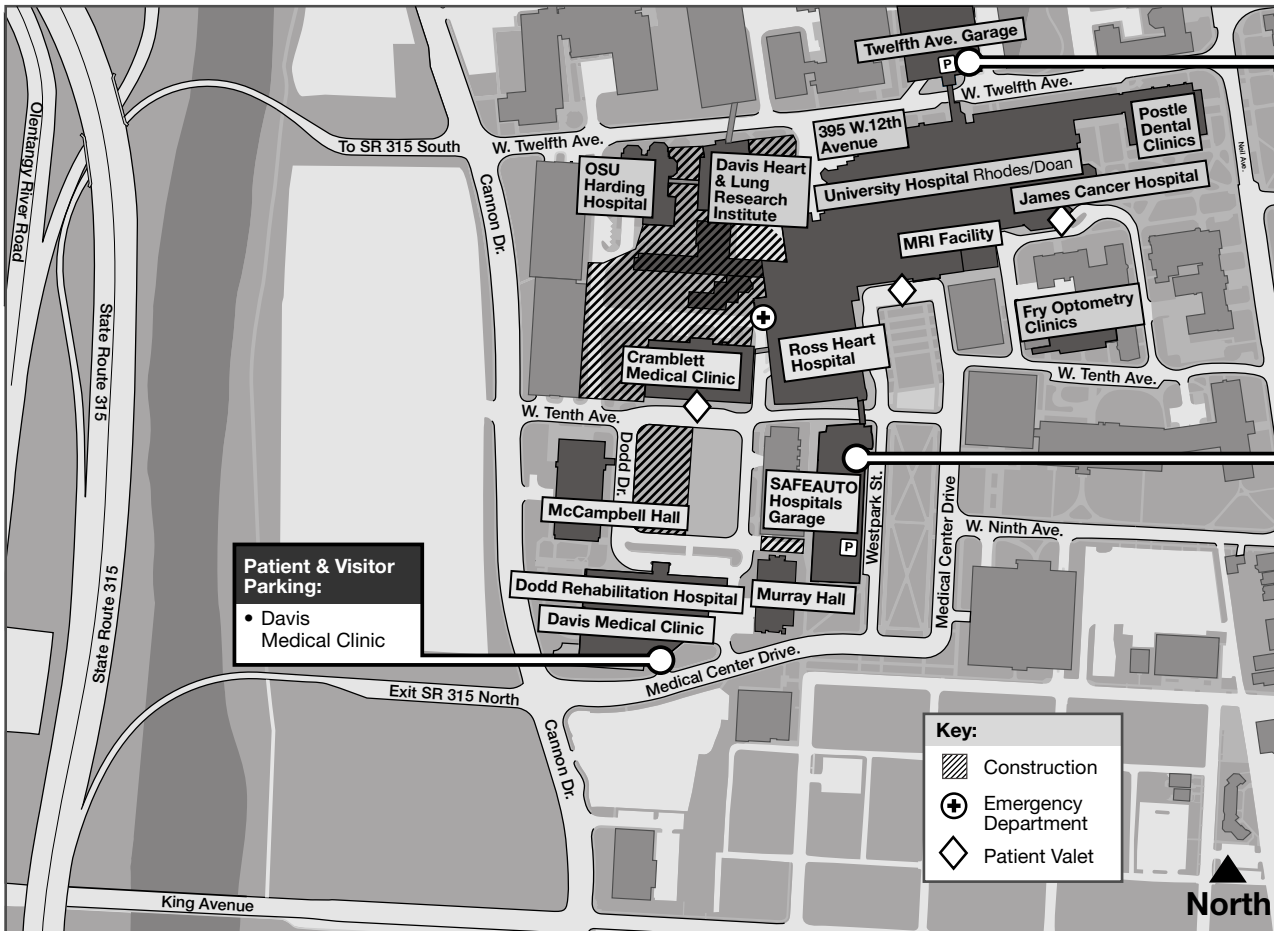 Twelfth Ave. Garage
P
W. Twelfth Ave.
Olentangy River Road
To SR 315 South
W. Twelfth Ave.
395 W.12th
Avenue
Postle
Dental
Clinics
Neil Ave.
OSU
Harding
Hospital
Davis Heart
& Lung
Research
Institute
University Hospital Rhodes/Doan
James Cancer Hospital
Cannon Dr.
MRI Facility
State Route 315
Fry Optometry
Clinics
Ross Heart
Hospital
Cramblett
Medical Clinic
W. Tenth Ave.
W. Tenth Ave.
Dodd Dr.
SAFEAUTO
Hospitals
Garage
P
Westpark St.
Medical Center Drive
McCampbell Hall
W. Ninth Ave.
Patient & Visitor
Parking:
• Davis
Medical Clinic
State Route 315
Dodd Rehabilitation Hospital
Murray Hall
Davis Medical Clinic
Medical Center Drive.
Exit SR 315 North
Cannon Dr.
Key:
Construction
Emergency
Department
Patient Valet
King Avenue
North